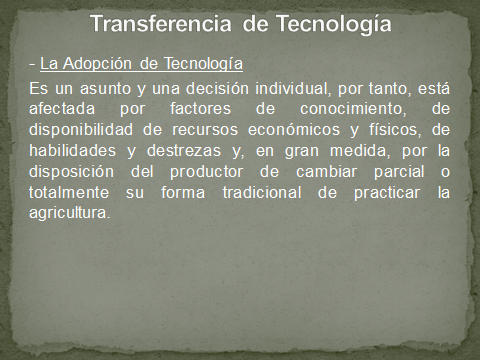 Transferencia de Tecnología
- La Adopción de Tecnología
Es un asunto y una decisión individual, por tanto, está
afectada por factores de conocimiento, de
disponibilidad de recursos económicos y físicos, de
habilidades y destrezas y, en gran medida, por la
disposición del productor de cambiar parcial o
totalmente su forma tradicional de practicar la
agricultura.